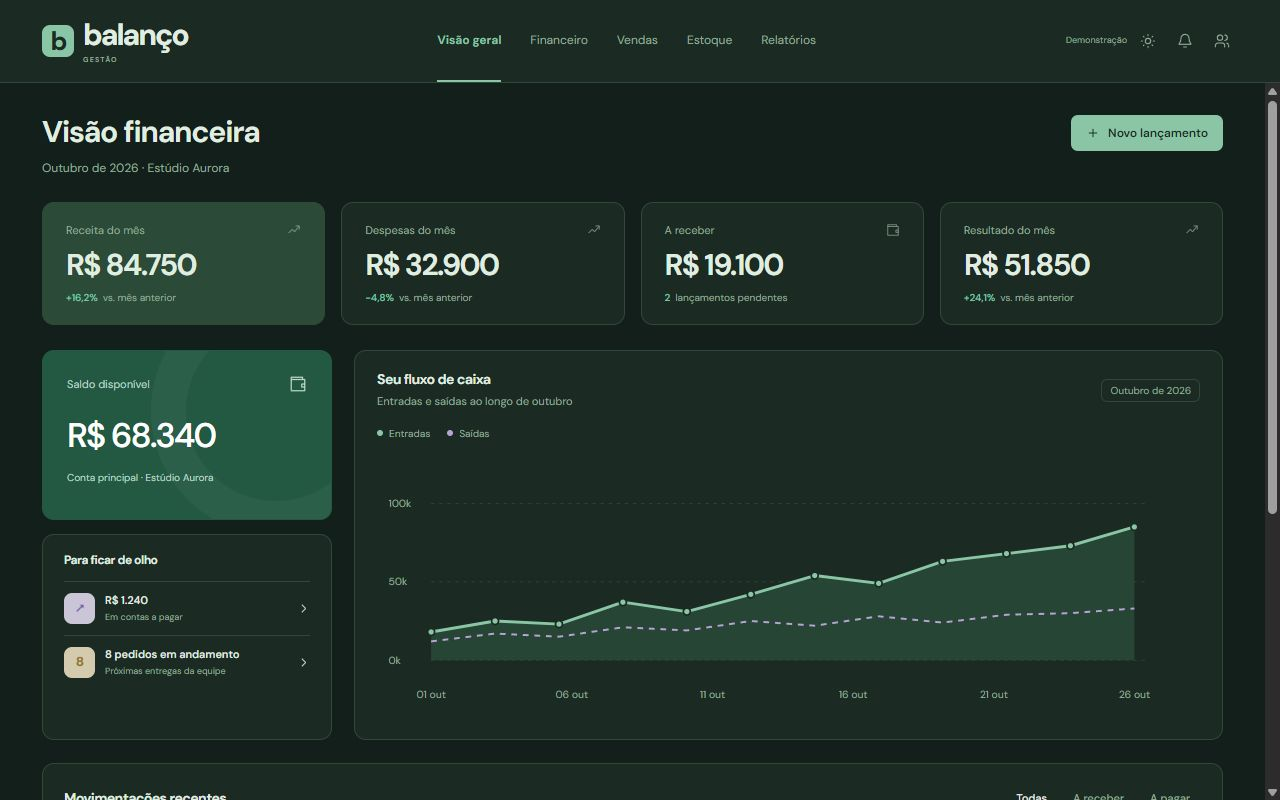 b balanço
GESTÃO
Visão geral Financeiro Vendas Estoque Relatórios
Demonstração
Visão financeira
Outubro de 2026 · Estúdio Aurora
+ Novo lançamento
Receita do mês
R$ 84.750
+16,2% vs. mês anterior
Despesas do mês
R$ 32.900
-4,8% vs. mês anterior
A receber
R$ 19.100
2 lançamentos pendentes
Resultado do mês
R$ 51.850
+24,1% vs. mês anterior
Saldo disponível
R$ 68.340
Conta principal · Estúdio Aurora
Para ficar de olho
R$ 1.240
Em contas a pagar
8
8 pedidos em andamento
Próximas entregas da equipe
Seu fluxo de caixa
Entradas e saídas ao longo de outubro
Outubro de 2026
Entradas Saídas
100k
50k
0k
01 out 06 out 11 out 16 out 21 out 26 out
Movimentações recentes
Todas A receber A pagar